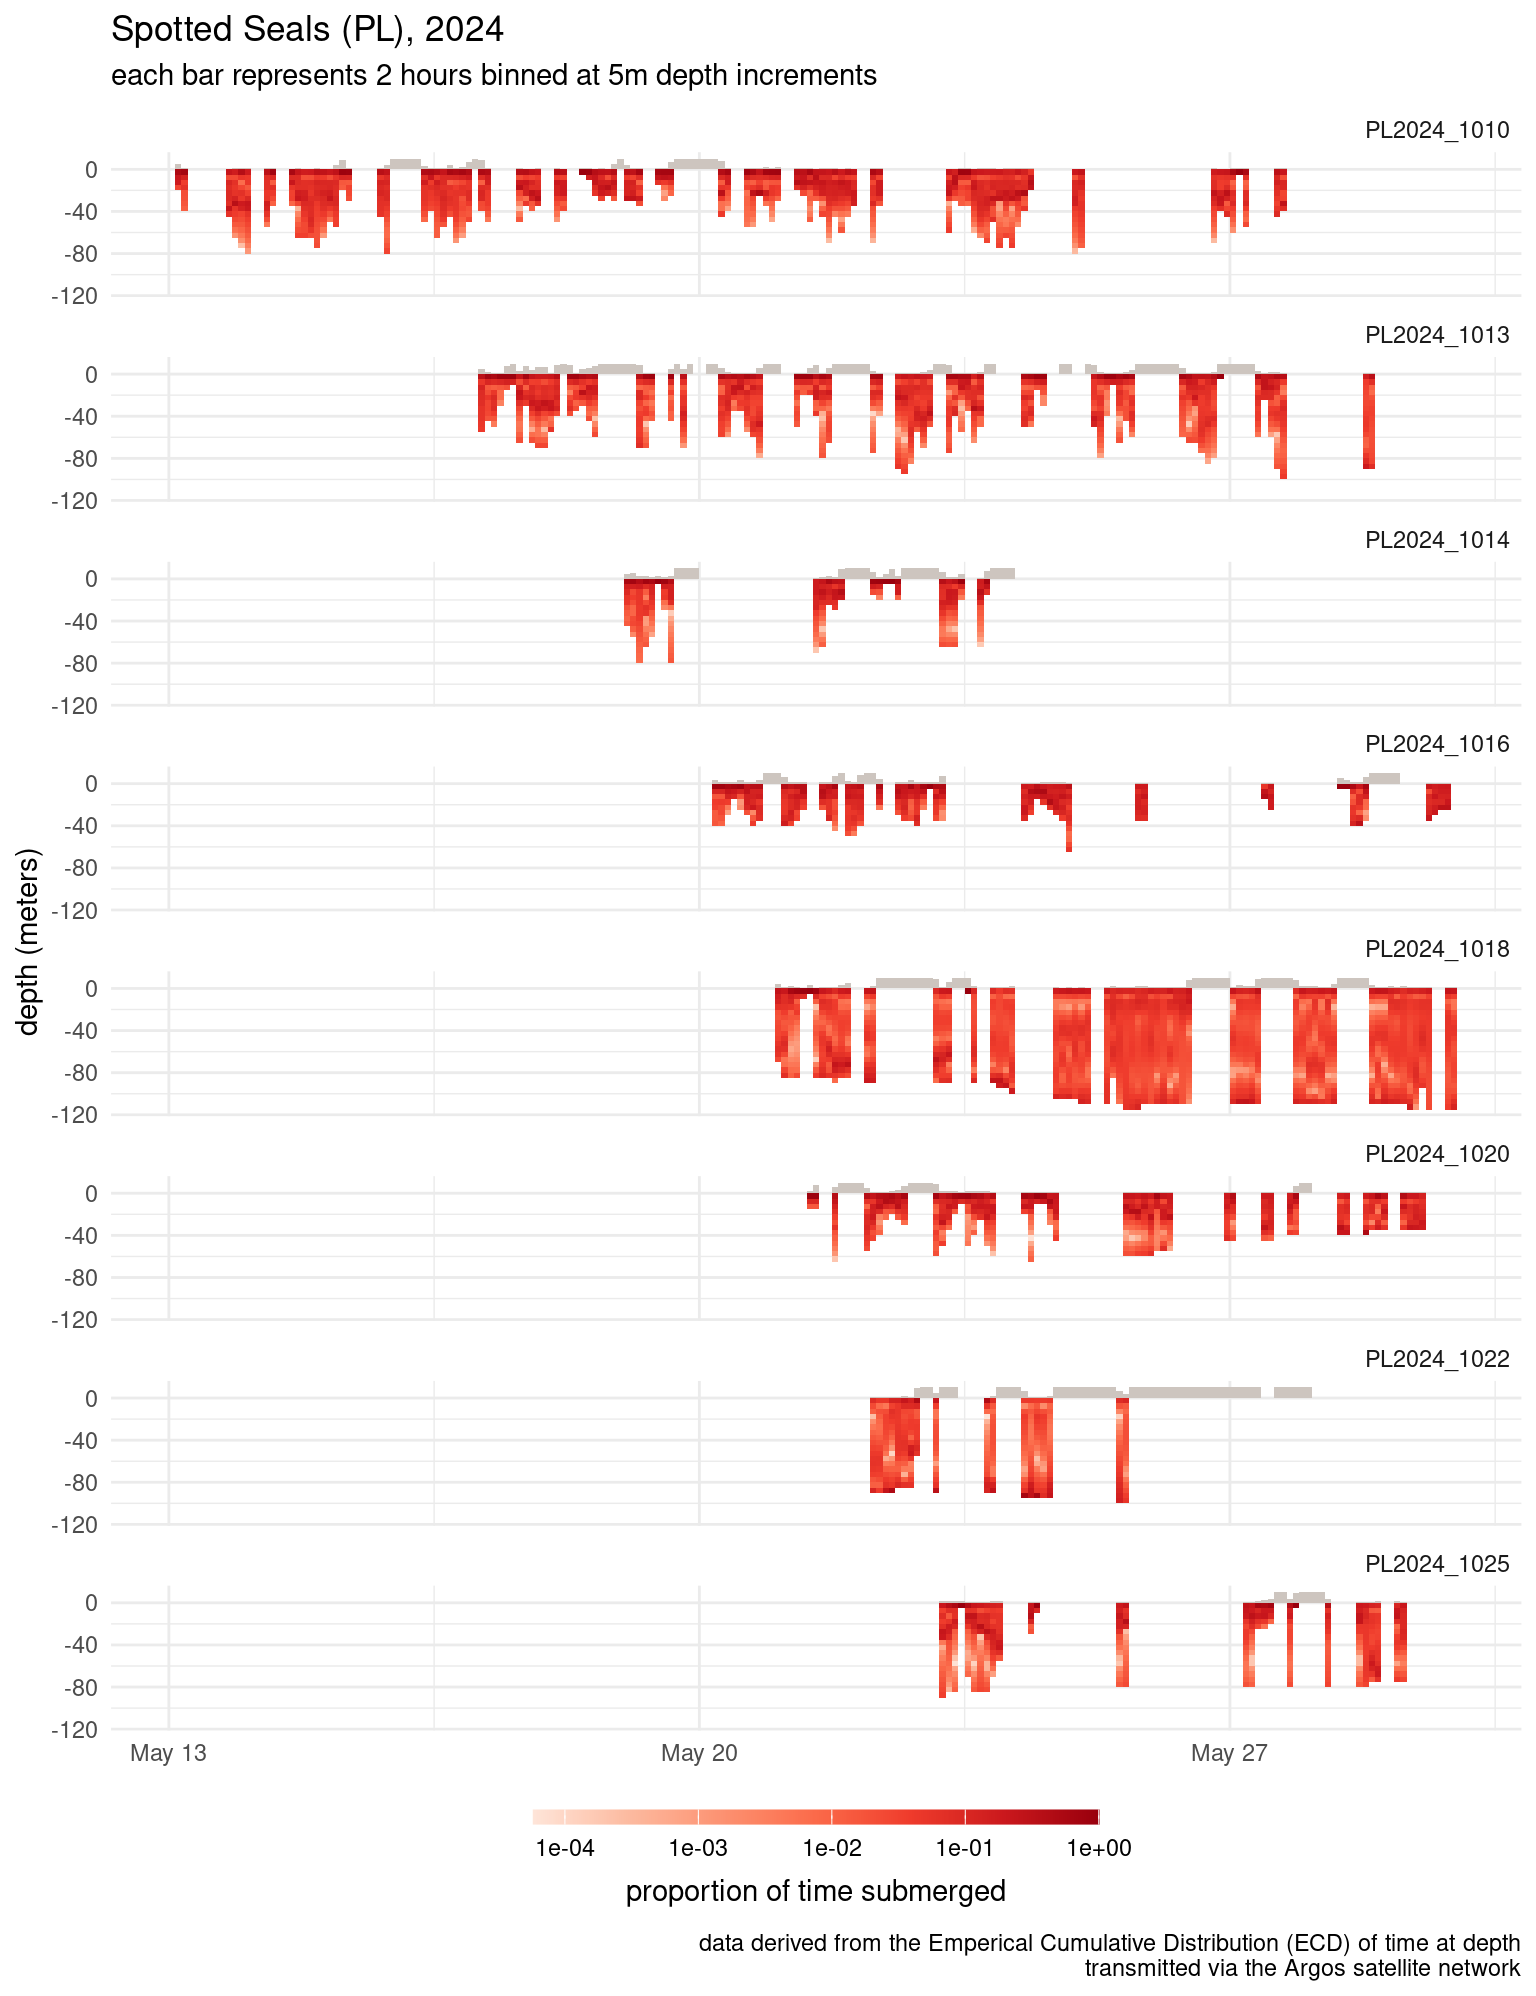 Spotted Seals (PL), 2024
each bar represents 2 hours binned at 5m depth increments
PL2024_1010
0
-40
-80
-120
PL2024_1013
0
-40
-80
-120
PL2024_1014
0
-40
-80
-120
PL2024_1016
0
-40
-80
-120
depth (meters)
PL2024_1018
0
-40
-80
-120
PL2024_1020
0
-40
-80
-120
PL2024_1022
0
-40
-80
-120
PL2024_1025
0
-40
-80
-120
May 13 May 20 May 27
1e-04 1e-03 1e-02 1e-01 1e+00
proportion of time submerged
data derived from the Emperical Cumulative Distribution (ECD) of time at depth
transmitted via the Argos satellite network